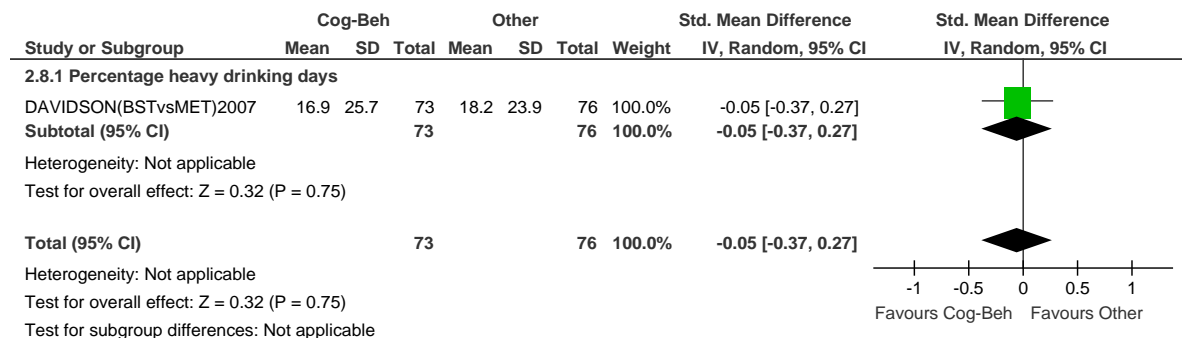 Cog-Beh Other Std. Mean Difference Std. Mean Difference
Study or Subgroup Mean SD Total Mean SD Total Weight IV, Random, 95% CI IV, Random, 95% CI
2.8.1 Percentage heavy drinking days
DAVIDSON(BSTvsMET)2007 16.9 25.7 73 18.2 23.9 76 100.0% -0.05 [-0.37, 0.27]
Subtotal (95% CI) 73 76 100.0% -0.05 [-0.37, 0.27]
Heterogeneity: Not applicable
Test for overall effect: Z = 0.32 (P = 0.75)
Total (95% CI) 73 76 100.0% -0.05 [-0.37, 0.27]
Heterogeneity: Not applicable
Test for overall effect: Z = 0.32 (P = 0.75)
Test for subgroup differences: Not applicable
-1 -0.5 0 0.5 1
Favours Cog-Beh Favours Other